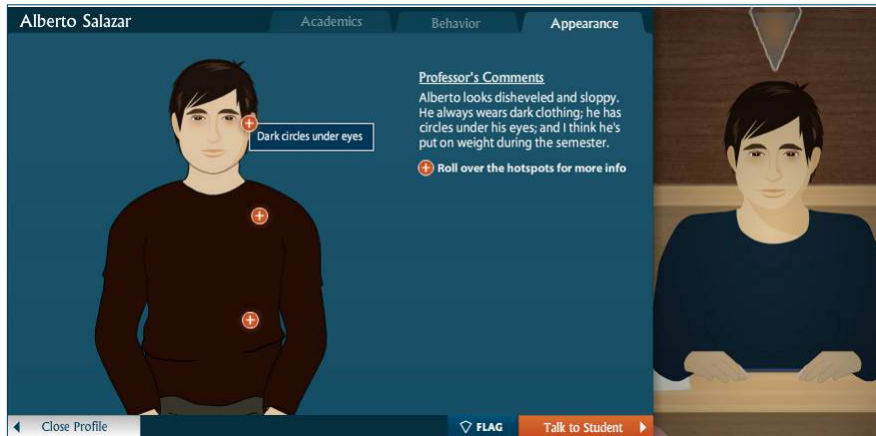 Alberto Salazar
Academics
Behavior
Appearance
Dark circles under eyes
Professor's Comments
Alberto looks disheveled and sloppy.
He always wears dark clothing; he has
circles under his eyes; and I think he's
put on weight during the semester.
Roll over the hotspots for more info
Close Profile
FLAG
Talk to Student